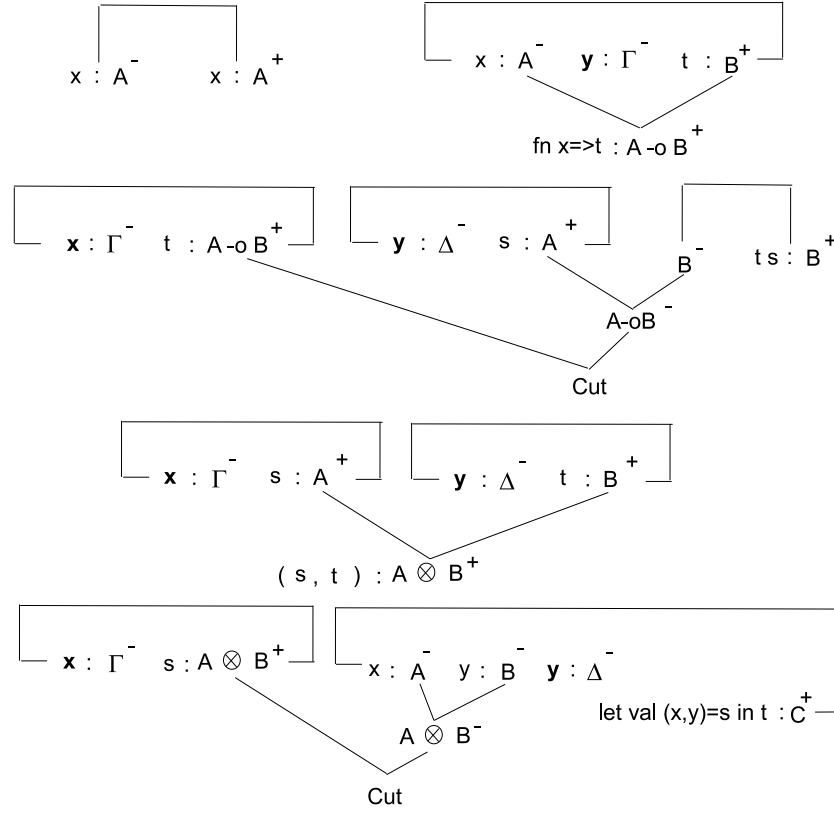 x : A⁻ x : A⁺
x : A⁻ y : Γ⁻ t : B⁺
fn x=>t : A -o B⁺
x : Γ⁻ t : A -o B⁺ y : Δ⁻ s : A⁺ B⁻ t s : B⁺
A-oB⁻
Cut
x : Γ⁻ s : A⁺ y : Δ⁻ t : B⁺
( s , t ) : A ⊗ B⁺
x : Γ⁻ s : A ⊗ B⁺ x : A⁻ y : B⁻ y : Δ⁻
let val (x,y)=s in t : C⁺
A ⊗ B⁻
Cut